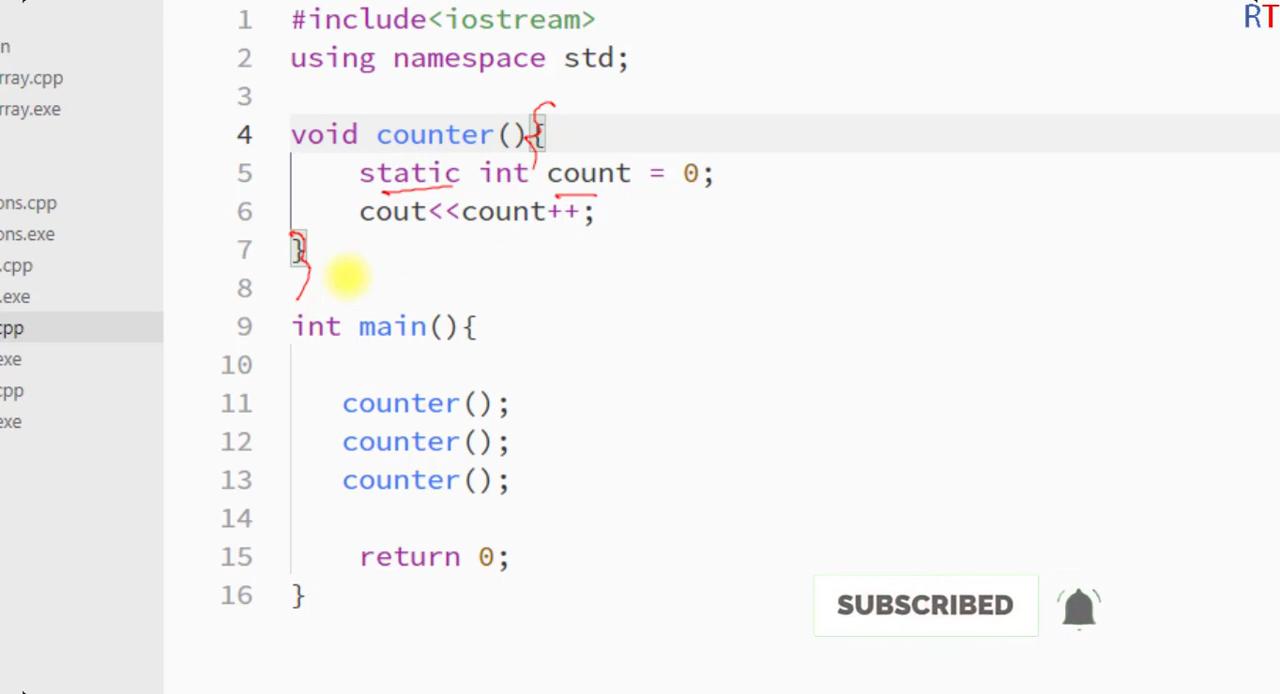 RT
n
rray.cpp
rray.exe
ons.cpp
ons.exe
.cpp
.exe
cpp
exe
cpp
exe
1 #include<iostream>
2 using namespace std;
3
4 void counter(){
5 static int count = 0;
6 cout<<count++;
7 }
8
9 int main(){
10
11 counter();
12 counter();
13 counter();
14
15 return 0;
16 }
SUBSCRIBED